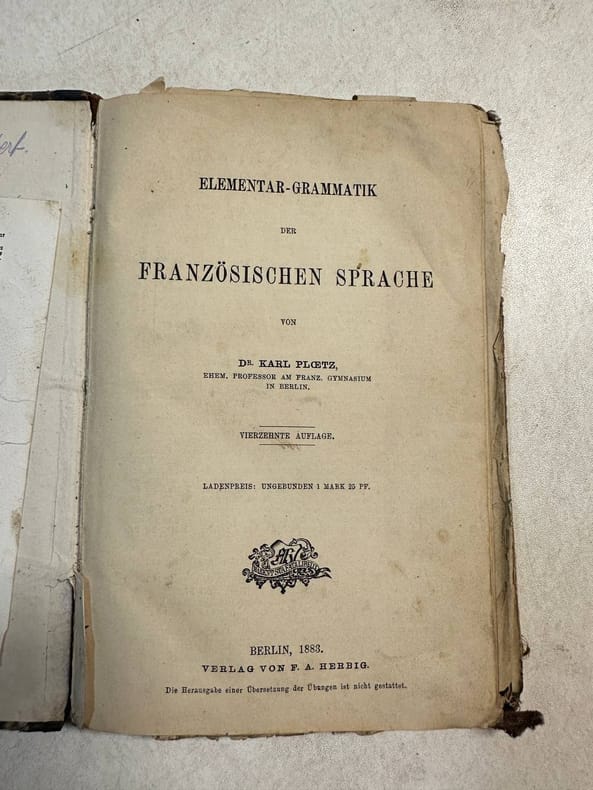 ELEMENTAR-GRAMMATIK
DER
FRANZÖSISCHEN SPRACHE
VON
DR. KARL PLŒTZ,
EHEM. PROFESSOR AM FRANZ. GYMNASIUM
IN BERLIN.
VIERZEHNTE AUFLAGE.
LADENPREIS: UNGEBUNDEN 1 MARK 25 PF.
BERLIN, 1883.
VERLAG VON F. A. HERBIG.
Die Herausgabe einer Übersetzung der Übungen ist nicht gestattet.